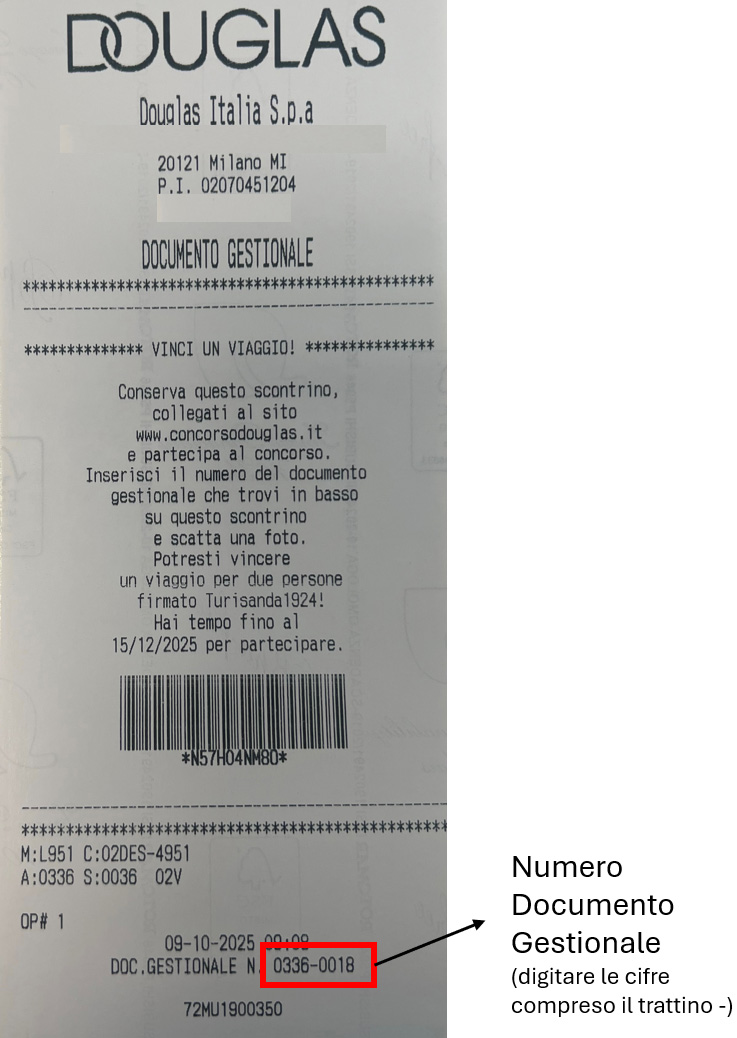 DOUGLAS
Douglas Italia S.p.a
20121 Milano MI
P.I. 02070451204
DOCUMENTO GESTIONALE
*********************************************
-----------------------------------------------
************** VINCI UN VIAGGIO! ***************
Conserva questo scontrino,
collegati al sito
www.concorsodouglas.it
e partecipa al concorso.
Inserisci il numero del documento
gestionale che trovi in basso
su questo scontrino
e scatta una foto.
Potresti vincere
un viaggio per due persone
firmato Turisanda1924!
Hai tempo fino al
15/12/2025 per partecipare.
*N57H04NM80*
-----------------------------------------------
***********************************************
M:L951 C:02DES-4951
A:0336 S:0036 02V
OP# 1
09-10-2025
DOC.GESTIONALE N. 0336-0018
72MU1900350
Numero
Documento
Gestionale
(digitare le cifre
compreso il trattino -)